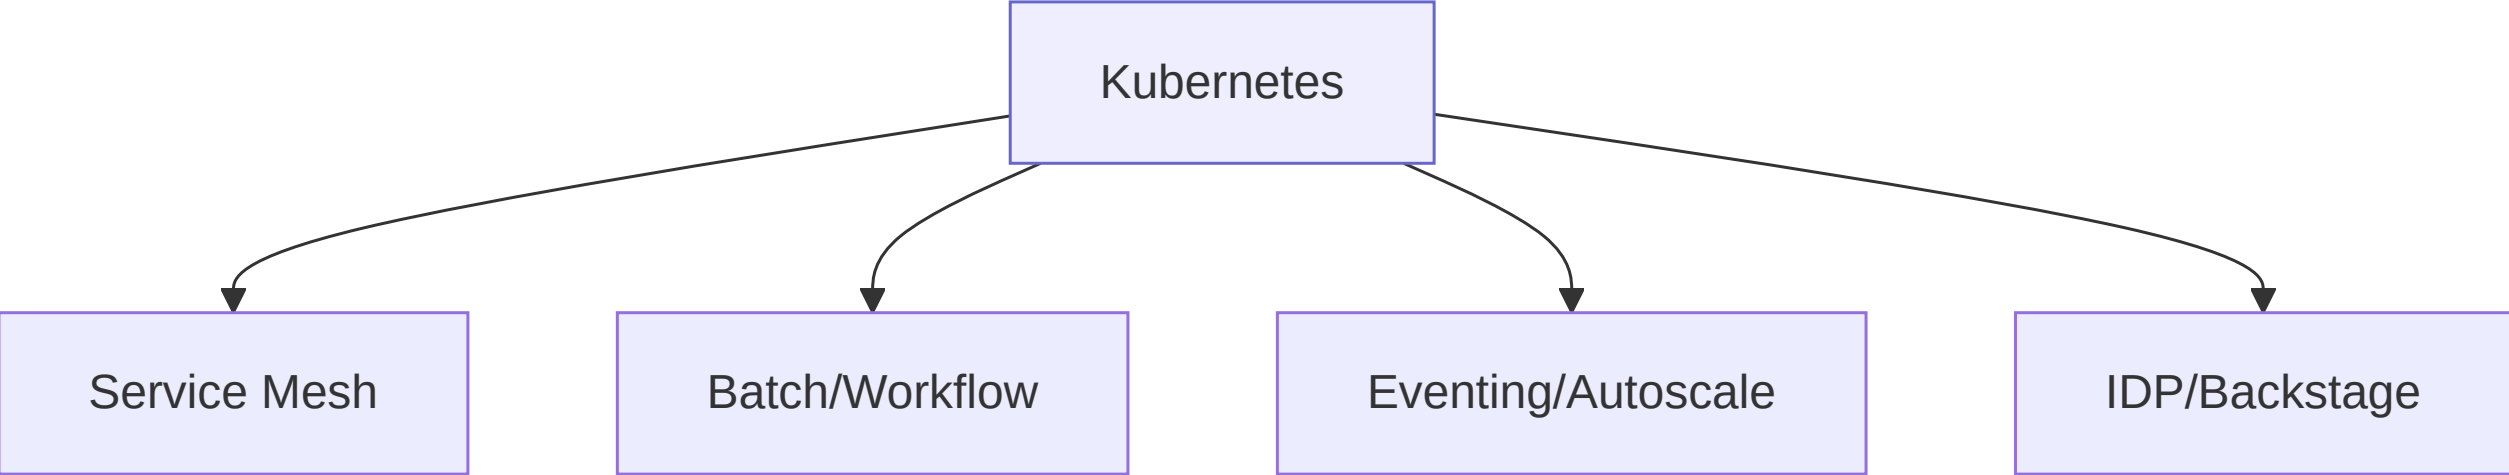 Kubernetes
Service Mesh
Batch/Workflow
Eventing/Autoscale
IDP/Backstage